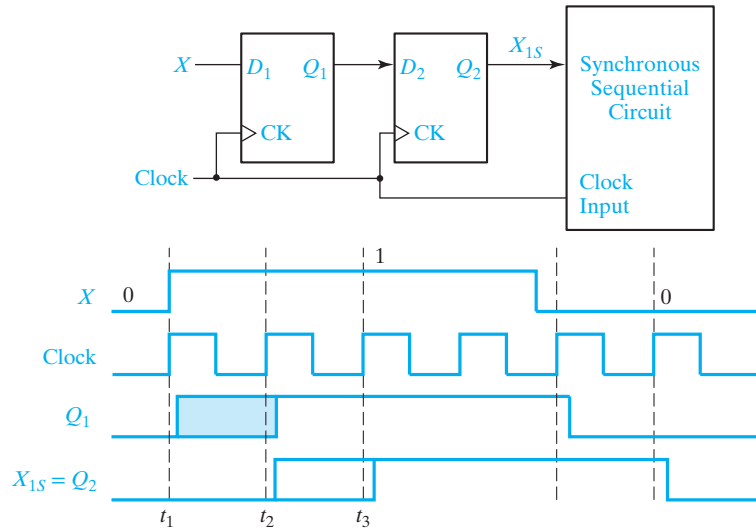 X
D1
Q1
CK
D2
Q2
CK
X1S
Synchronous
Sequential
Circuit
Clock
Clock
Input
X
0
1
0
Clock
Q1
X1S = Q2
t1
t2
t3